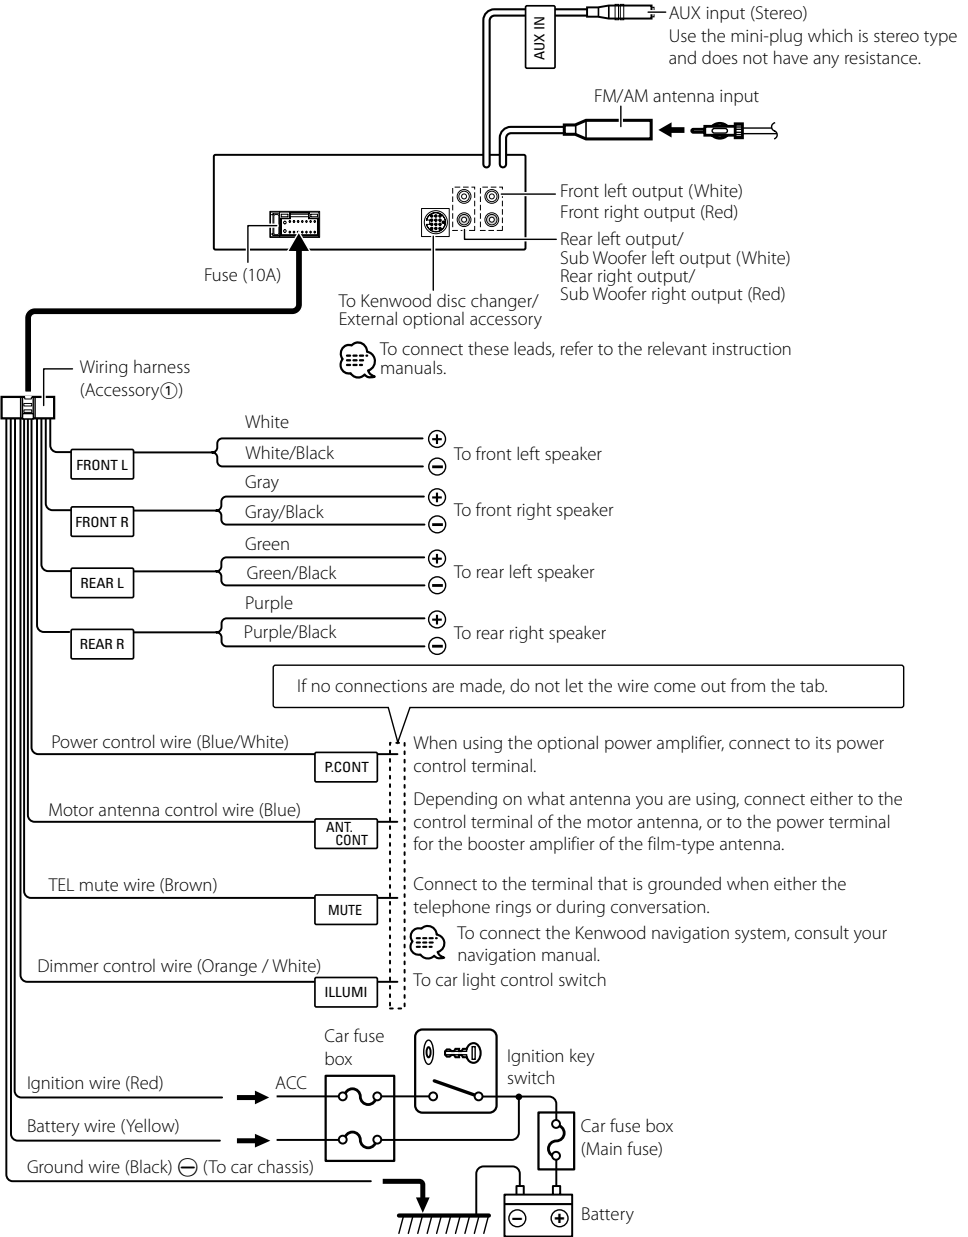 AUX IN
AUX input (Stereo)
Use the mini-plug which is stereo type
and does not have any resistance.
FM/AM antenna input
Front left output (White)
Front right output (Red)
Rear left output/
Sub Woofer left output (White)
Rear right output/
Sub Woofer right output (Red)
Fuse (10A)
To Kenwood disc changer/
External optional accessory
To connect these leads, refer to the relevant instruction
manuals.
Wiring harness
(Accessory①)
FRONT L
White
White/Black
⊕
⊖
To front left speaker
FRONT R
Gray
Gray/Black
⊕
⊖
To front right speaker
REAR L
Green
Green/Black
⊕
⊖
To rear left speaker
REAR R
Purple
Purple/Black
⊕
⊖
To rear right speaker
If no connections are made, do not let the wire come out from the tab.
Power control wire (Blue/White)
P.CONT
When using the optional power amplifier, connect to its power
control terminal.
Motor antenna control wire (Blue)
ANT.
CONT
Depending on what antenna you are using, connect either to the
control terminal of the motor antenna, or to the power terminal
for the booster amplifier of the film-type antenna.
TEL mute wire (Brown)
MUTE
Connect to the terminal that is grounded when either the
telephone rings or during conversation.
To connect the Kenwood navigation system, consult your
navigation manual.
Dimmer control wire (Orange / White)
ILLUMI
To car light control switch
Car fuse
box
Ignition key
switch
Ignition wire (Red)
ACC
Battery wire (Yellow)
Car fuse box
(Main fuse)
Ground wire (Black) ⊖ (To car chassis)
⊖
⊕
Battery